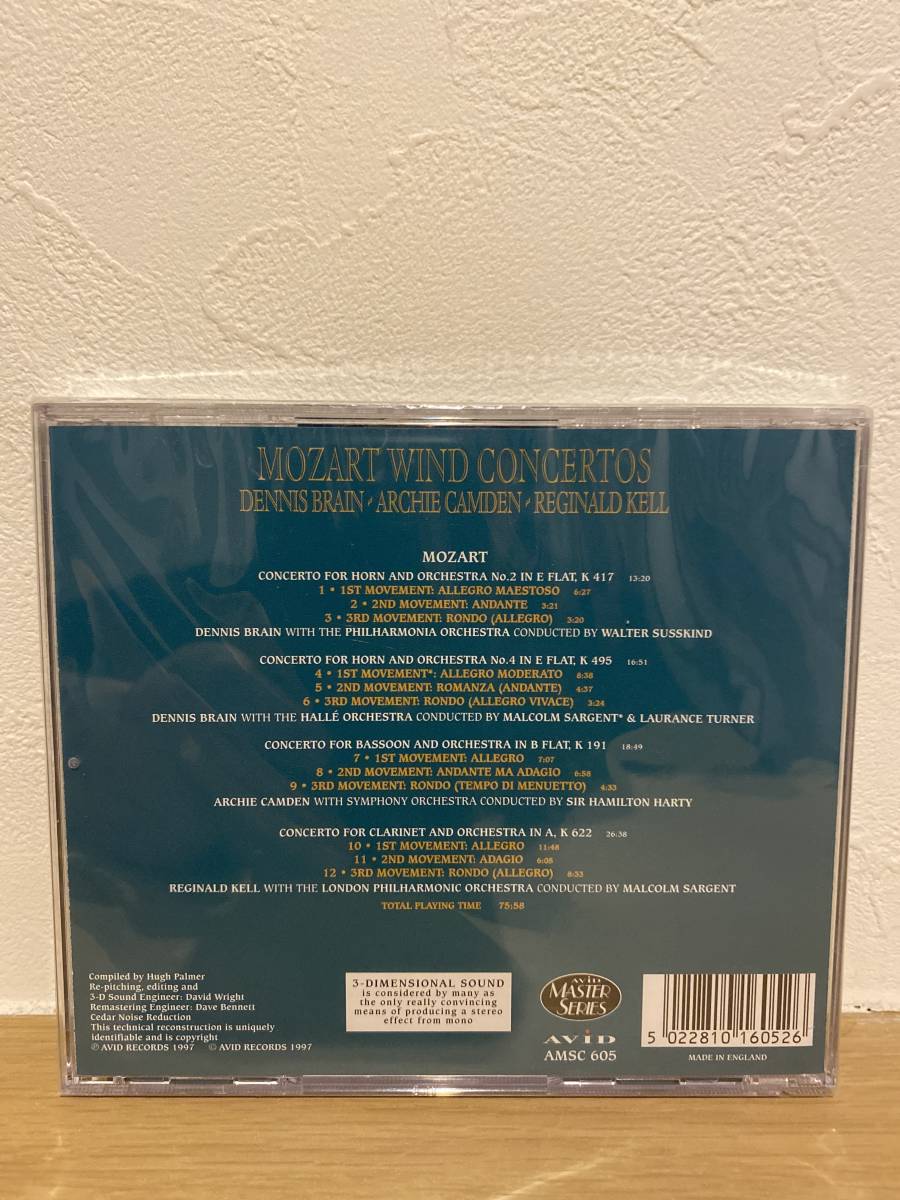 MOZART WIND CONCERTOS
DENNIS BRAIN - ARCHIE CAMDEN - REGINALD KELL
MOZART
CONCERTO FOR HORN AND ORCHESTRA No.2 IN E FLAT, K 417 13:20
1 • 1ST MOVEMENT: ALLEGRO MAESTOSO 6:27
2 • 2ND MOVEMENT: ANDANTE 3:21
3 • 3RD MOVEMENT: RONDO (ALLEGRO) 3:20
DENNIS BRAIN WITH THE PHILHARMONIA ORCHESTRA CONDUCTED BY WALTER SUSSKIND
CONCERTO FOR HORN AND ORCHESTRA No.4 IN E FLAT, K 495 16:51
4 • 1ST MOVEMENT*: ALLEGRO MODERATO 8:38
5 • 2ND MOVEMENT: ROMANZA (ANDANTE) 4:37
6 • 3RD MOVEMENT: RONDO (ALLEGRO VIVACE) 3:24
DENNIS BRAIN WITH THE HALLÉ ORCHESTRA CONDUCTED BY MALCOLM SARGENT* & LAURANCE TURNER
CONCERTO FOR BASSOON AND ORCHESTRA IN B FLAT, K 191 18:49
7 • 1ST MOVEMENT: ALLEGRO 7:07
8 • 2ND MOVEMENT: ANDANTE MA ADAGIO 6:58
9 • 3RD MOVEMENT: RONDO (TEMPO DI MENUETTO) 4:33
ARCHIE CAMDEN WITH SYMPHONY ORCHESTRA CONDUCTED BY SIR HAMILTON HARTY
CONCERTO FOR CLARINET AND ORCHESTRA IN A, K 622 26:38
10 • 1ST MOVEMENT: ALLEGRO 11:48
11 • 2ND MOVEMENT: ADAGIO 6:08
12 • 3RD MOVEMENT: RONDO (ALLEGRO) 8:33
REGINALD KELL WITH THE LONDON PHILHARMONIC ORCHESTRA CONDUCTED BY MALCOLM SARGENT
TOTAL PLAYING TIME 75:58
Compiled by Hugh Palmer
Re-pitching, editing and
3-D Sound Engineer: David Wright
Remastering Engineer: Dave Bennett
Cedar Noise Reduction
This technical reconstruction is uniquely
identifiable and is copyright
℗ AVID RECORDS 1997 © AVID RECORDS 1997
3-DIMENSIONAL SOUND
is considered by many as
the only really convincing
means of producing a stereo
effect from mono
AVID
MASTER
SERIES
AVID
AMSC 605
5 022810 160526
MADE IN ENGLAND